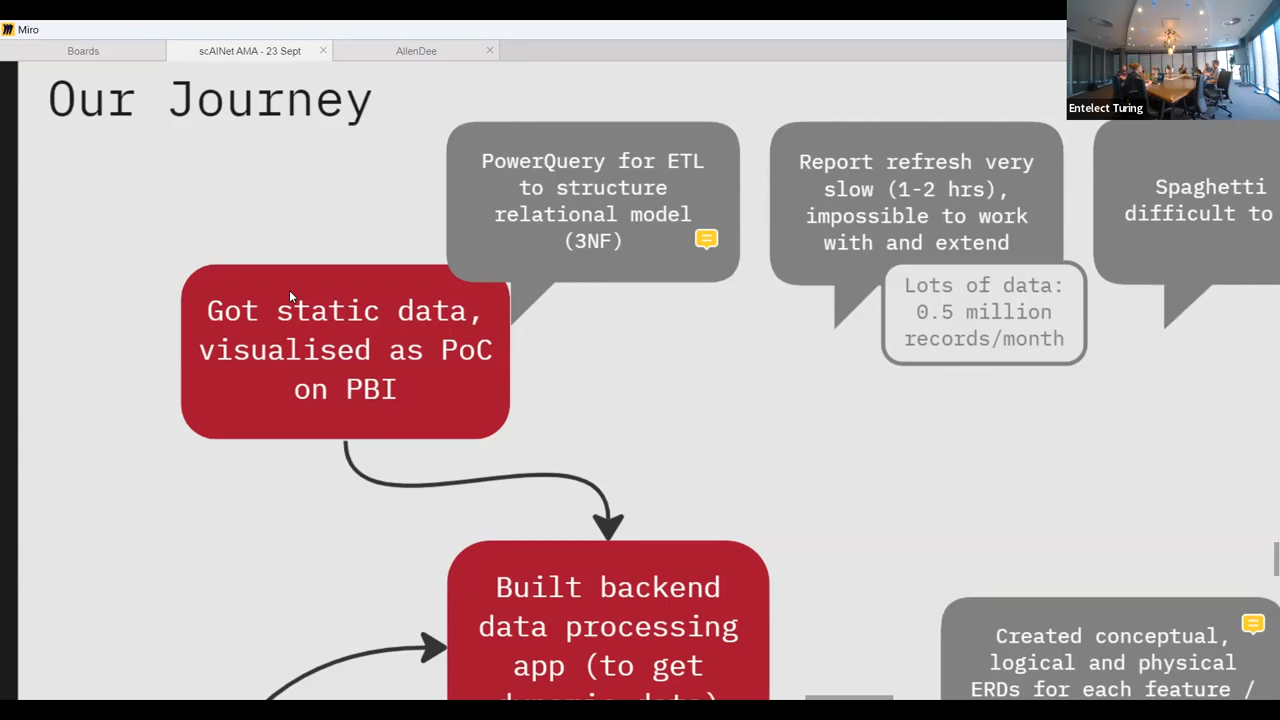 Miro
Boards
scAINet AMA - 23 Sept
AllenDee
Entelect Turing
Our Journey
PowerQuery for ETL
to structure
relational model
(3NF)
Report refresh very
slow (1-2 hrs),
impossible to work
with and extend
Spaghetti
difficult to
Lots of data:
0.5 million
records/month
Got static data,
visualised as PoC
on PBI
Built backend
data processing
app (to get
dynamic data)
Created conceptual,
logical and physical
ERDs for each feature /